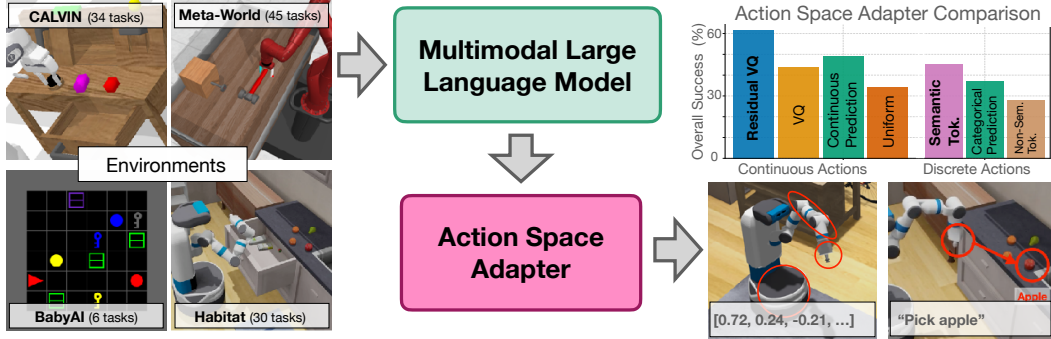 CALVIN (34 tasks)
Meta-World (45 tasks)
Environments
BabyAI (6 tasks)
Habitat (30 tasks)
Multimodal Large
Language Model
Action Space
Adapter
Action Space Adapter Comparison
Overall Success (%)
60
30
0
Residual VQ
VQ
Continuous
Prediction
Uniform
Semantic
Tok.
Categorical
Prediction
Non-Sem.
Tok.
Continuous Actions
Discrete Actions
[0.72, 0.24, -0.21, ...]
Apple
“Pick apple”